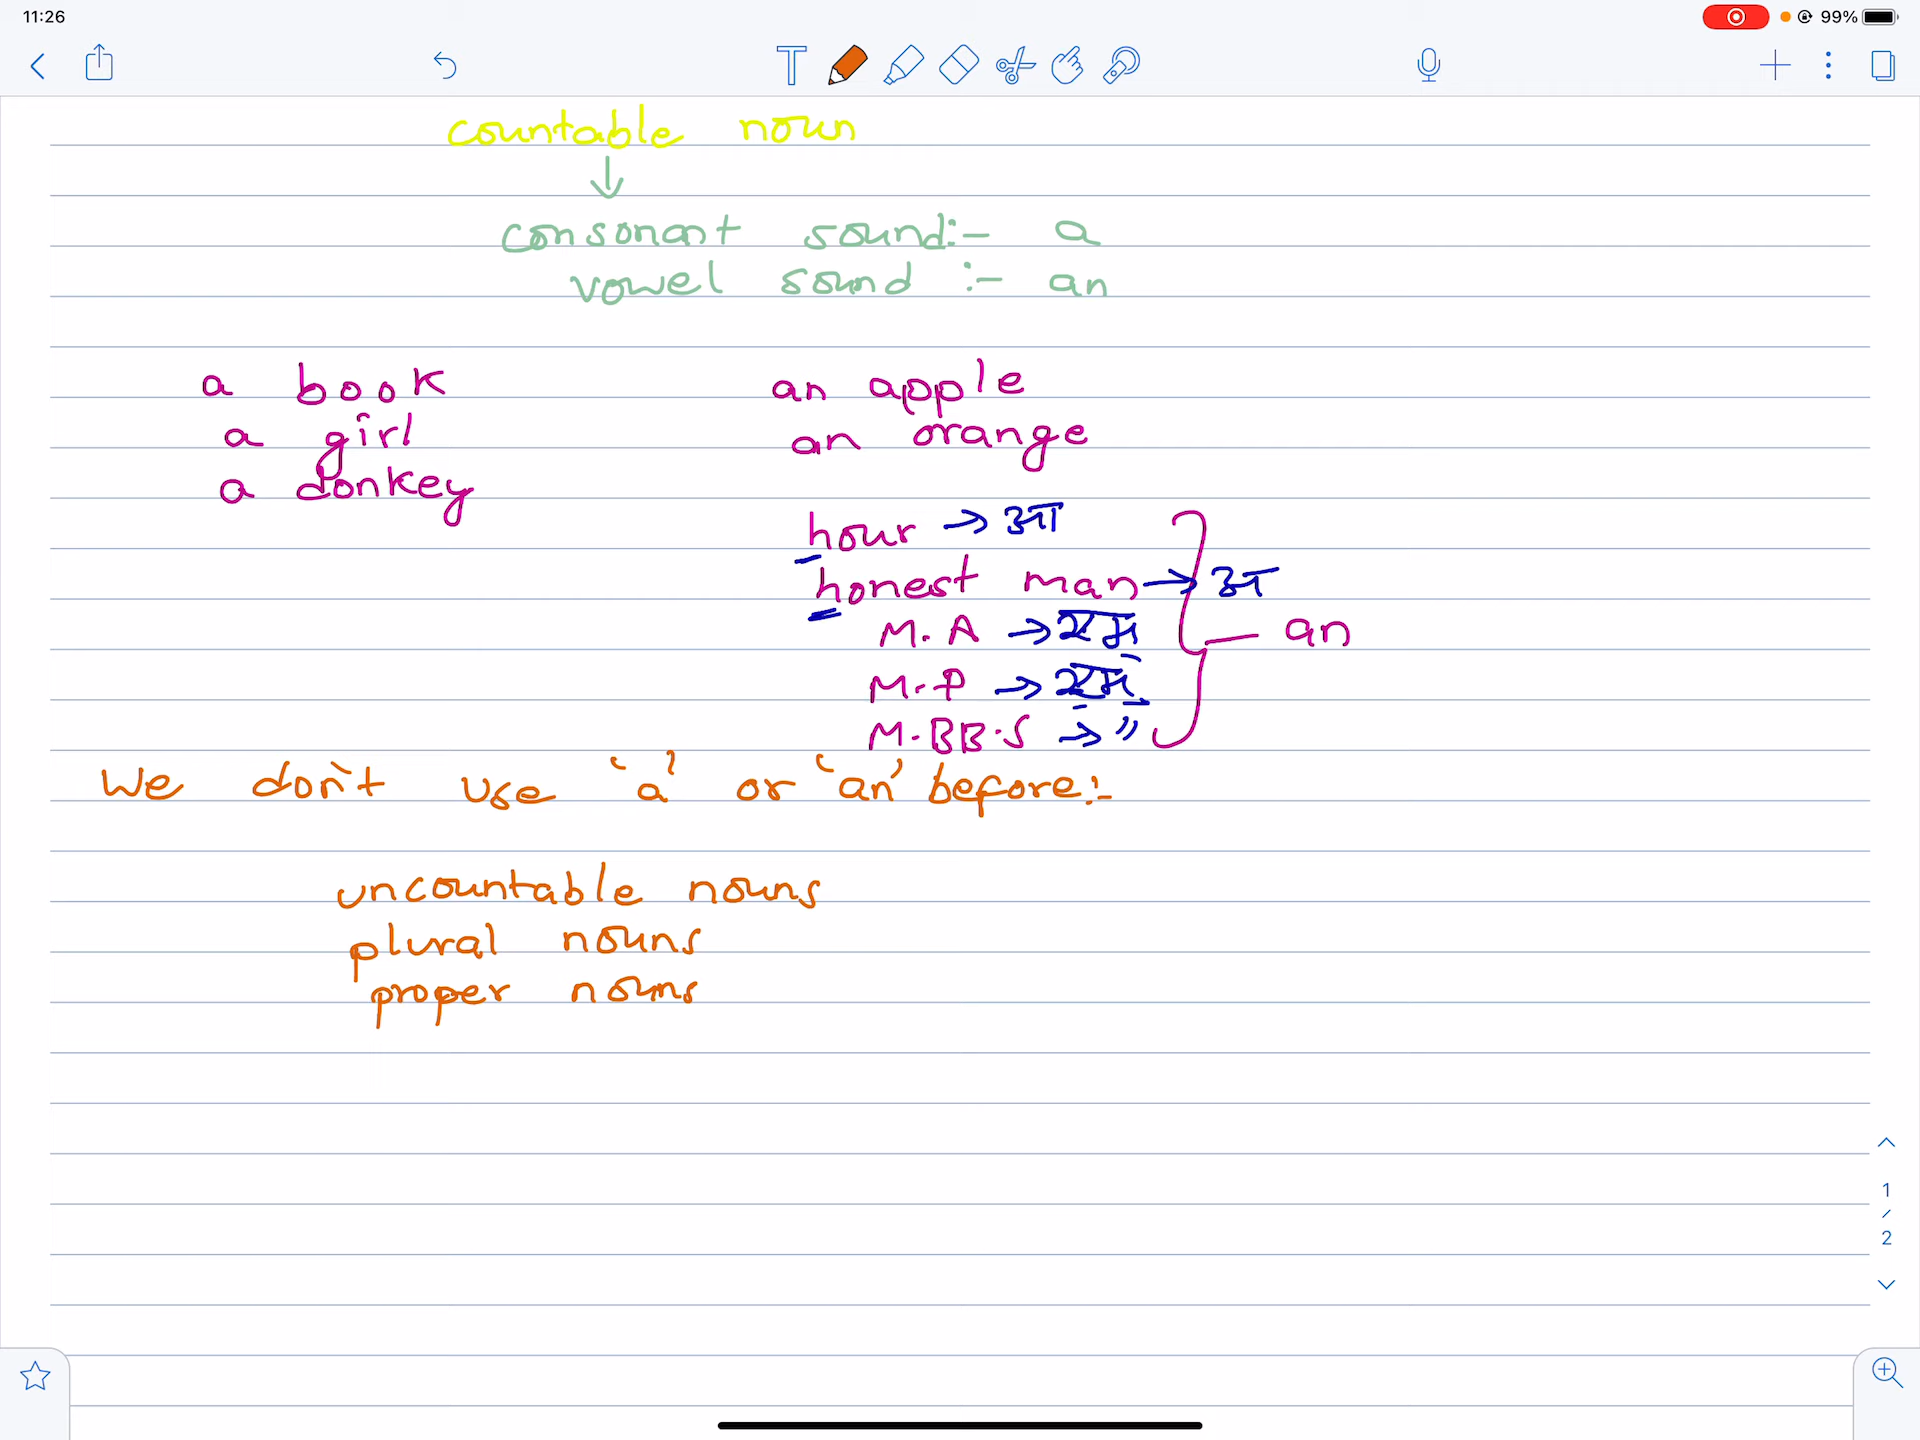 11:26
99%
countable noun
↓
consonant sound:- a
vowel sound :- an
a book
a girl
a donkey
an apple
an orange
hour → आ
honest man → अ
M.A → एम
M.P → एम
M.BB.S → "
an
We don't use 'a' or 'an' before:-
uncountable nouns
plural nouns
proper nouns
1
/
2